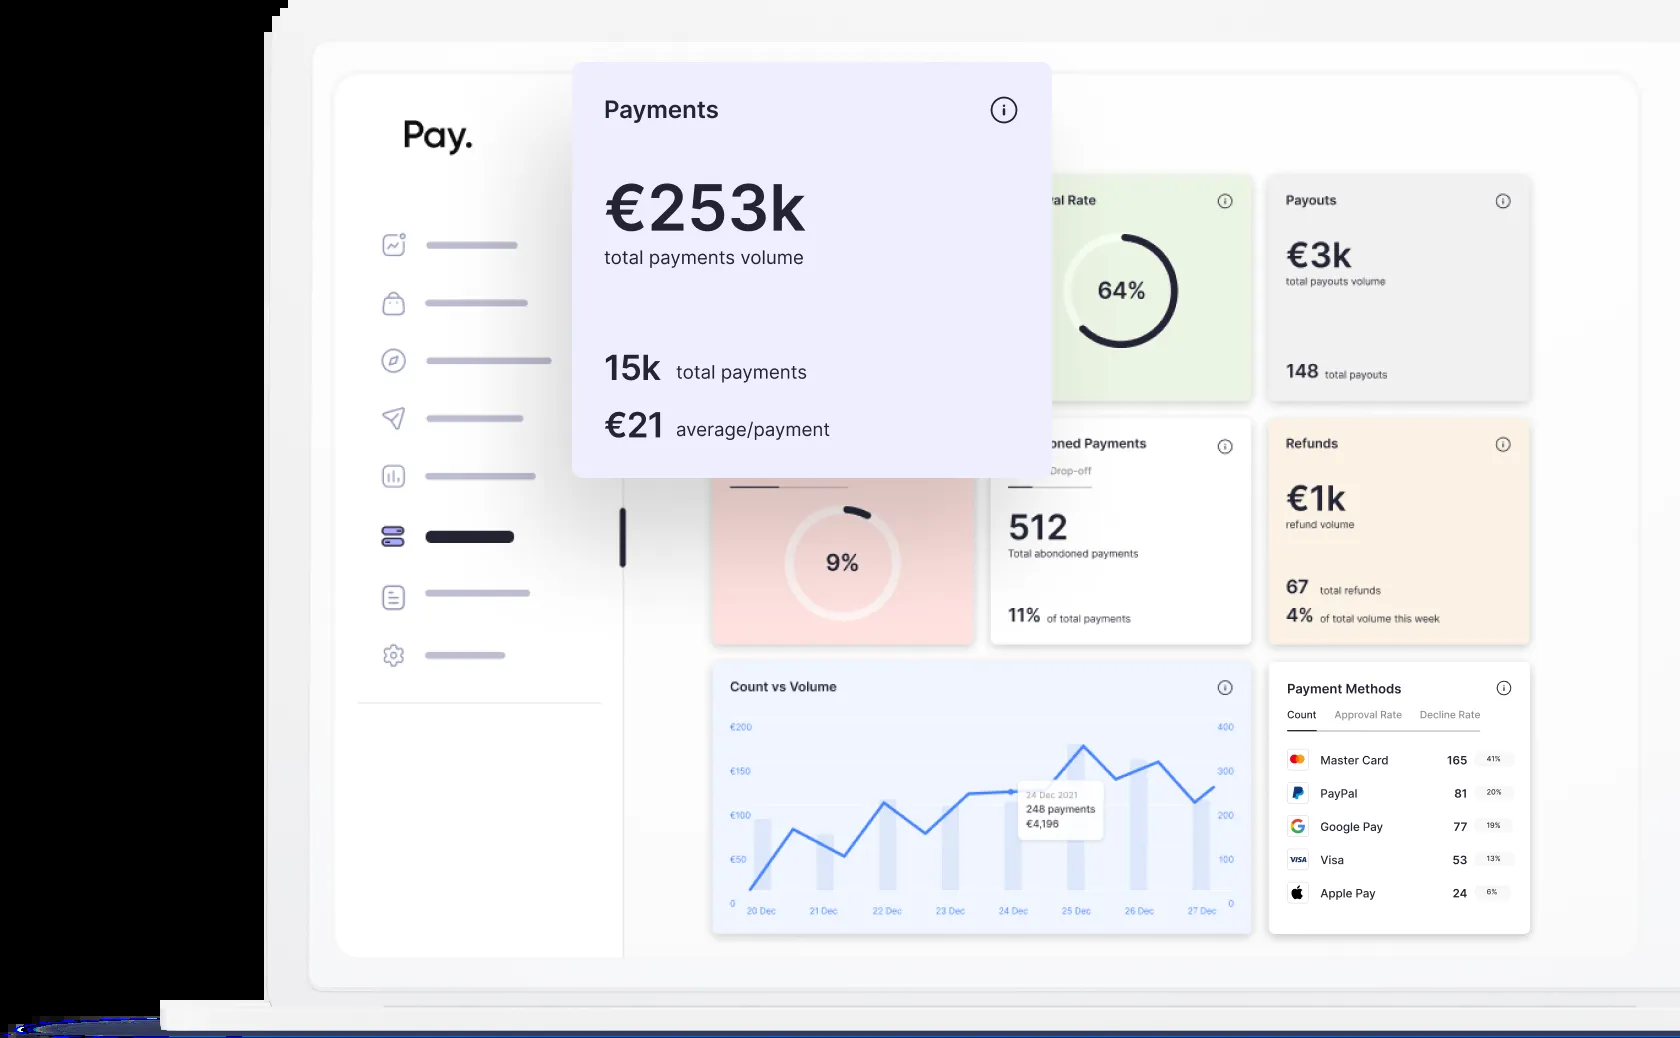 Pay.
Payments
€253k
total payments volume
15k total payments
€21 average/payment
al Rate
64%
Payouts
€3k
total payouts volume
148 total payouts
9%
oned Payments
Drop-off
512
Total abondoned payments
11% of total payments
Refunds
€1k
refund volume
67 total refunds
4% of total volume this week
Count vs Volume
€200 400
€150 300
€100 200
€50 100
0 0
24 Dec 2021
248 payments
€4,196
20 Dec 21 Dec 22 Dec 23 Dec 24 Dec 25 Dec 26 Dec 27 Dec
Payment Methods
Count Approval Rate Decline Rate
Master Card 165 41%
PayPal 81 20%
Google Pay 77 19%
VISA Visa 53 13%
Apple Pay 24 6%